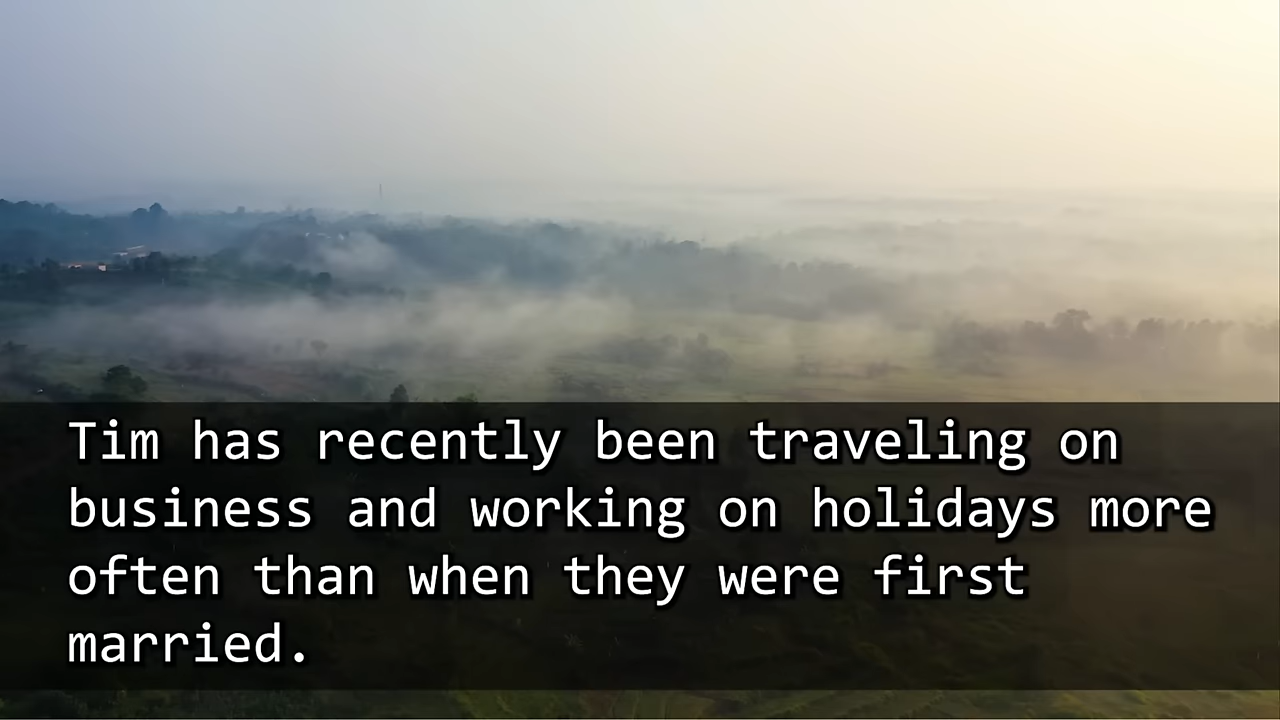 Tim has recently been traveling on
business and working on holidays more
often than when they were first
married.